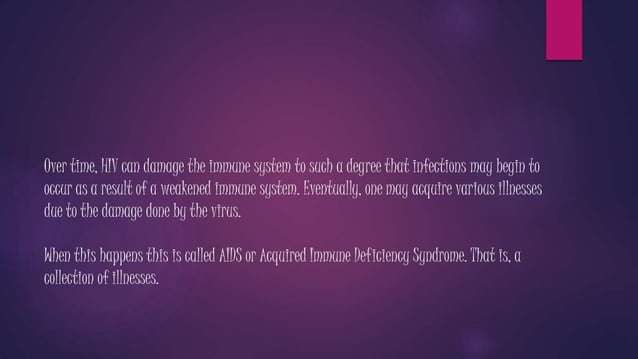 Over time, HIV can damage the immune system to such a degree that infections may begin to
occur as a result of a weakened immune system. Eventually, one may acquire various illnesses
due to the damage done by the virus.
When this happens this is called AIDS or Acquired Immune Deficiency Syndrome. That is, a
collection of illnesses.